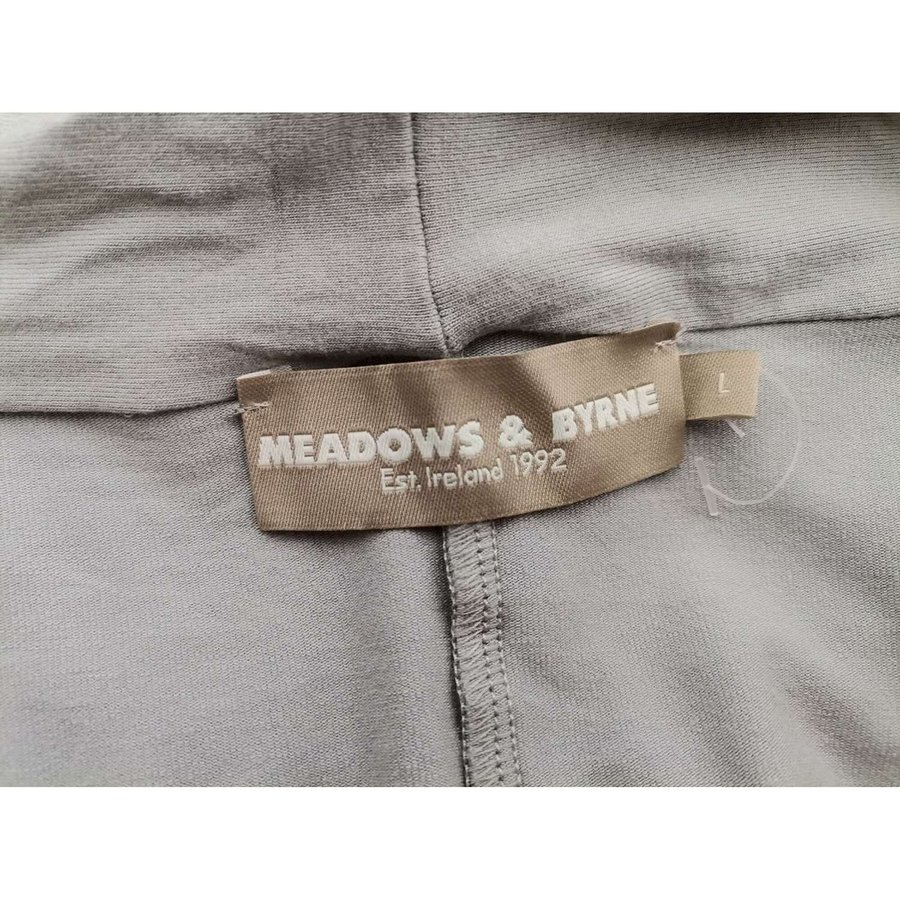 MEADOWS & BYRNE
Est. Ireland 1992
L